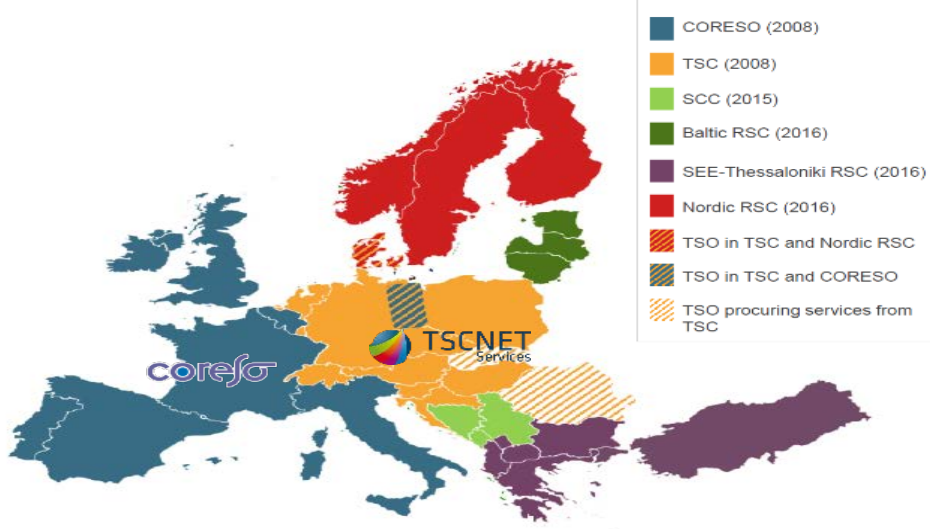 CORESO (2008)
TSC (2008)
SCC (2015)
Baltic RSC (2016)
SEE-Thessaloniki RSC (2016)
Nordic RSC (2016)
TSO in TSC and Nordic RSC
TSO in TSC and CORESO
TSO procuring services from
TSC
TSCNET
Services
coreso